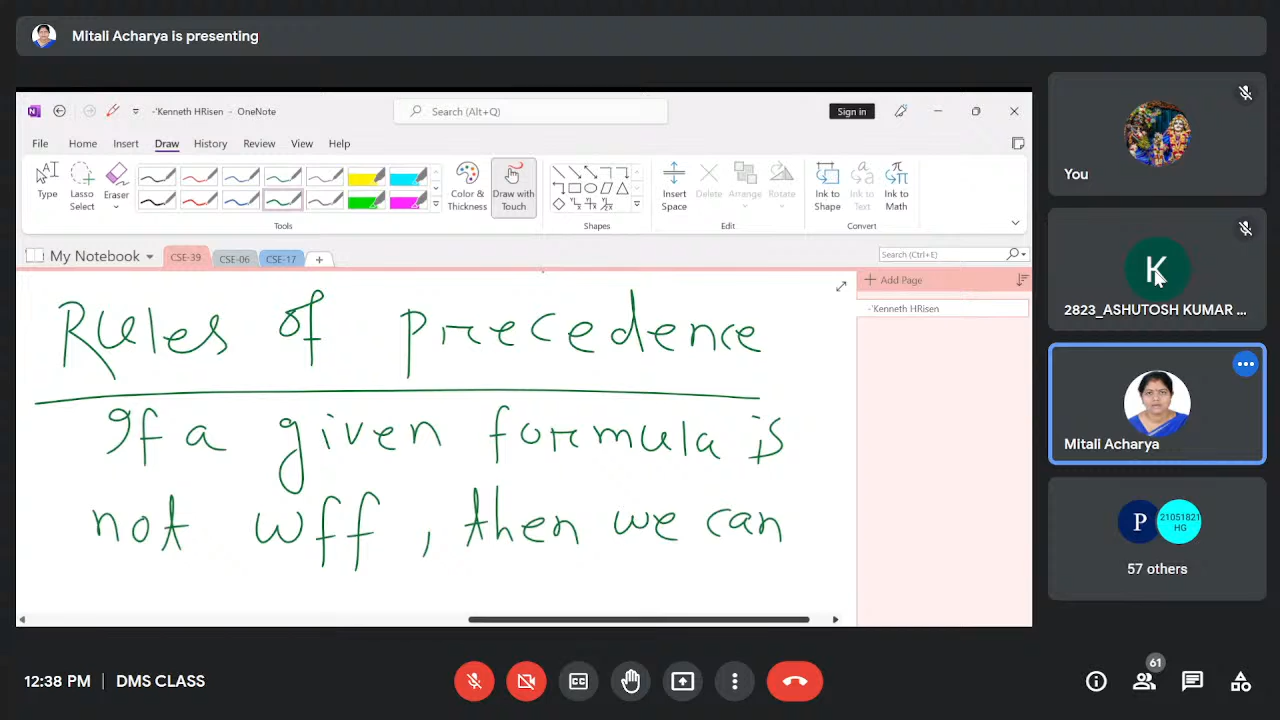 Mitali Acharya is presenting
-'Kenneth HRisen - OneNote
Search (Alt+Q)
Sign in
File Home Insert Draw History Review View Help
Type
Lasso Select
Eraser
Color & Thickness
Draw with Touch
Insert Space
Delete
Arrange
Rotate
Ink to Shape
Ink to Text
Ink to Math
Tools
Shapes
Edit
Convert
My Notebook
CSE-39
CSE-06
CSE-17
Search (Ctrl+E)
Add Page
-'Kenneth HRisen
Rules of precedence
If a given formula is
not wff, then we can
You
K
2823_ASHUTOSH KUMAR ...
Mitali Acharya
P
21051821
HG
57 others
12:38 PM | DMS CLASS
61